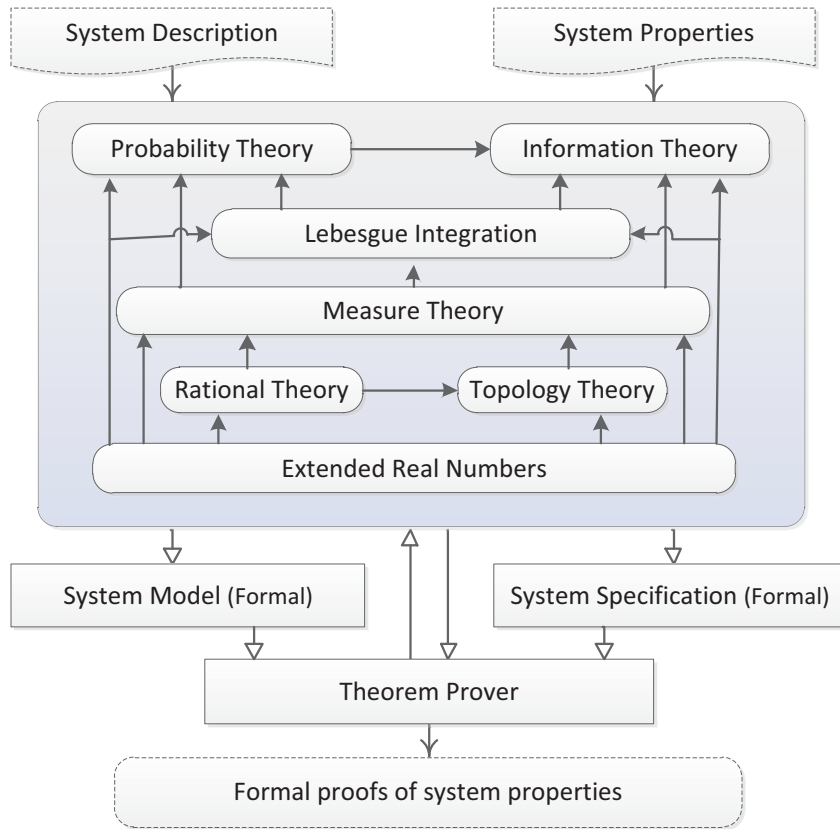 System Description
System Properties
Probability Theory
Information Theory
Lebesgue Integration
Measure Theory
Rational Theory
Topology Theory
Extended Real Numbers
System Model (Formal)
System Specification (Formal)
Theorem Prover
Formal proofs of system properties